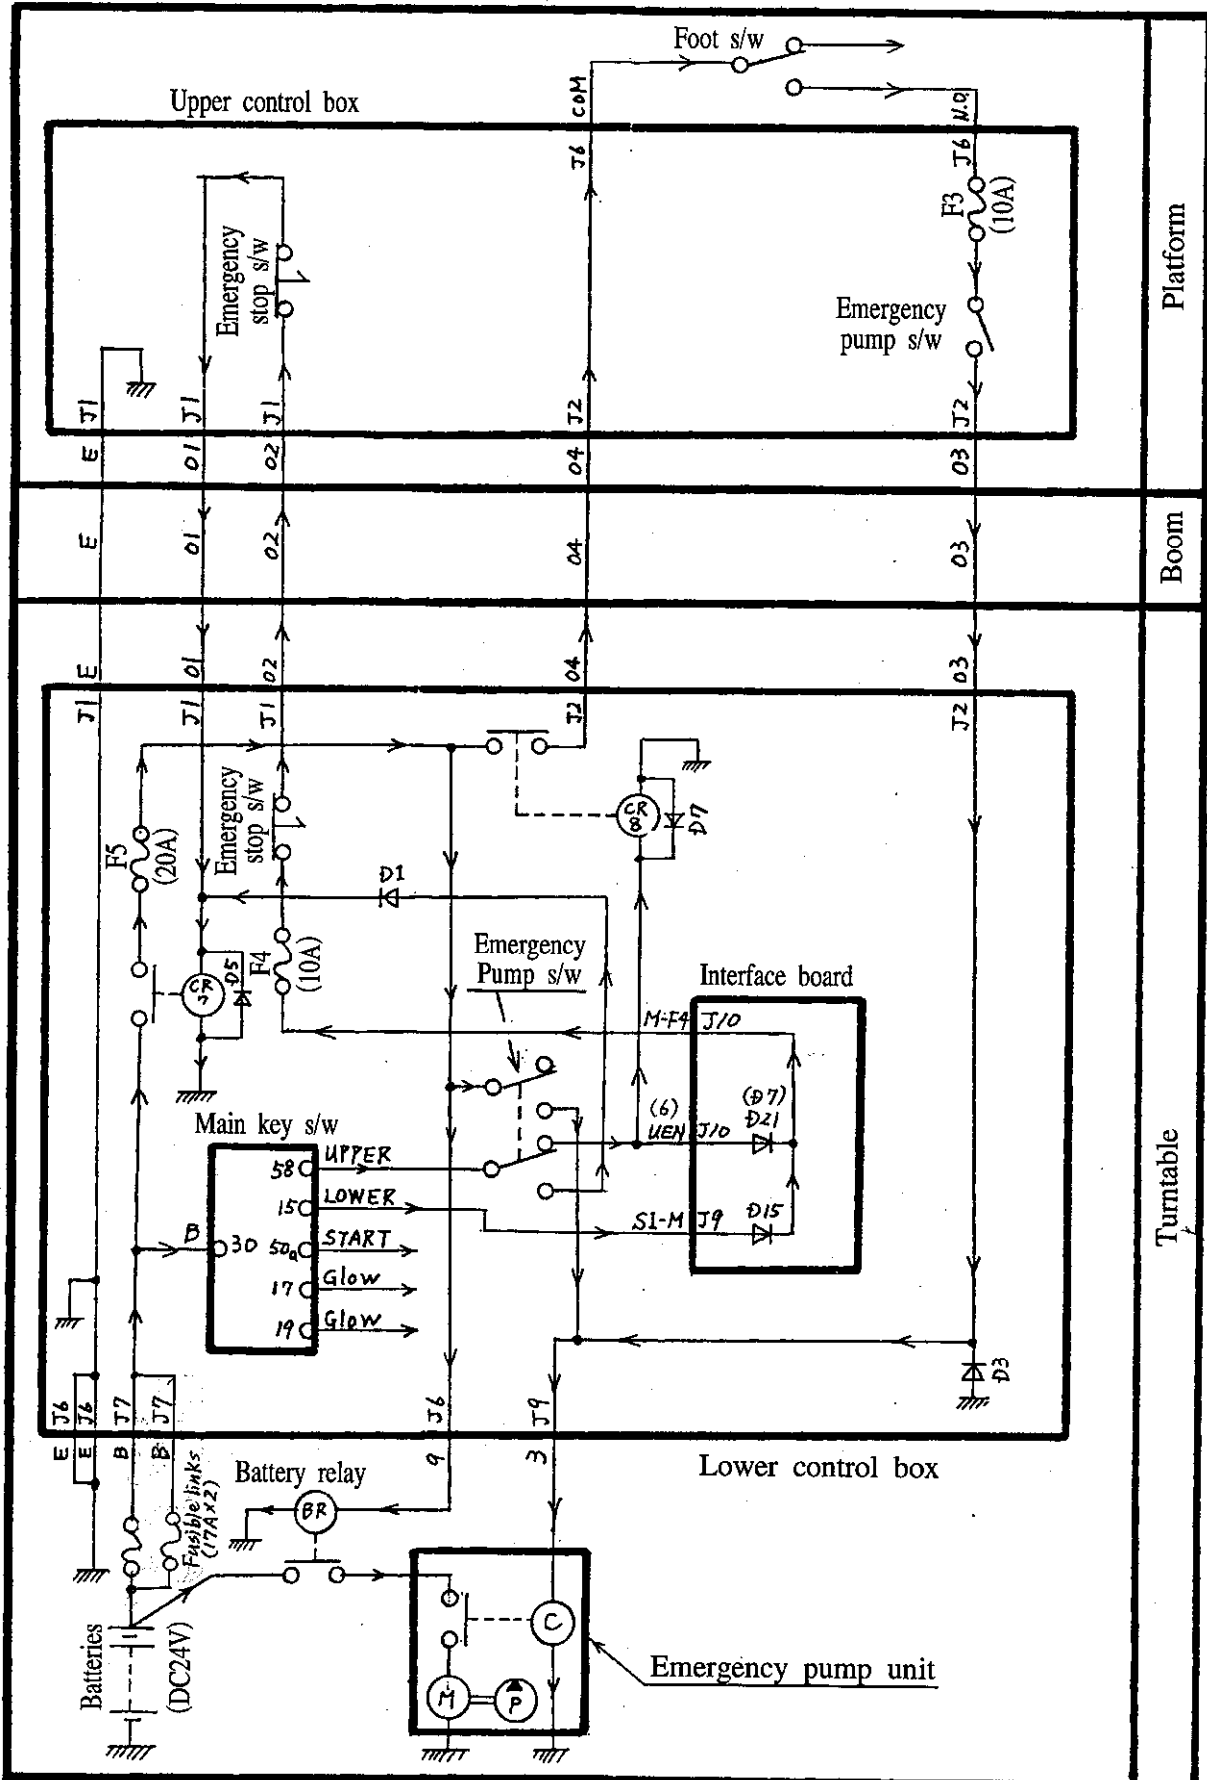 Foot s/w
Upper control box
J6 COM
J6 N.O.
F3
(10A)
Emergency
stop s/w
Emergency
pump s/w
Platform
J1
J1
J1
J2
J2
E
01
02
04
03
E
01
02
04
03
Boom
E
01
02
04
03
J1
J1
J1
J2
J2
F5
(20A)
Emergency
stop s/w
CR
8
D7
D1
Emergency
Pump s/w
Interface board
D5
F4
(10A)
CR
7
M-F4 J10
(6)
UEN J10
(D7)
D21
Main key s/w
58 UPPER
15 LOWER
B 30
50a START
17 Glow
19 Glow
S1-M J9
D15
Turntable
D3
E J6
E J6
B J7
B J7
9 J6
3 J9
Lower control box
Fusible links
(17A×2)
Battery relay
BR
Batteries
(DC24V)
C
M
P
Emergency pump unit